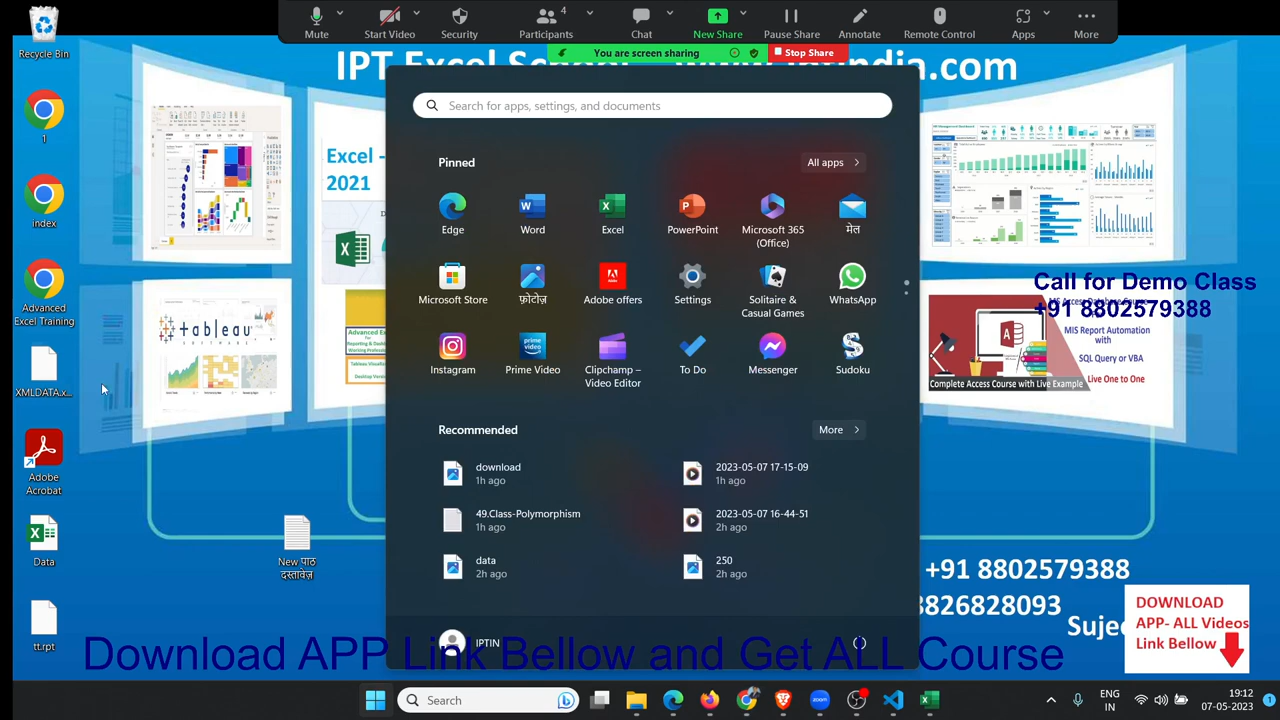 Mute
Start Video
Security
4
Participants
Chat
New Share
Pause Share
Annotate
Remote Control
Apps
More
You are screen sharing
Stop Share
Recycle Bin
1
index
Advanced
Excel Training
XMLDATA.x...
Adobe
Acrobat
Data
tt.rpt
New पाठ
दस्तावेज़
Excel -
2021
tableau
Search for apps, settings, and documents
Pinned
All apps
Edge
Word
Excel
PowerPoint
Microsoft 365
(Office)
मेल
Microsoft Store
फ़ोटोज़
Adobe offers
Settings
Solitaire &
Casual Games
WhatsApp
Instagram
Prime Video
Clipchamp –
Video Editor
To Do
Messenger
Sudoku
Recommended
More
download
1h ago
2023-05-07 17-15-09
1h ago
49.Class-Polymorphism
1h ago
2023-05-07 16-44-51
2h ago
data
2h ago
250
2h ago
IPTIN
Call for Demo Class
+91 8802579388
MIS Report Automation
with
SQL Query or VBA
Live One to One
Complete Access Course with Live Example
+91 8802579388
8826828093
DOWNLOAD
APP- ALL Videos
Link Bellow
Download APP Link Bellow and Get ALL Course
Search
ENG
IN
19:12
07-05-2023
1